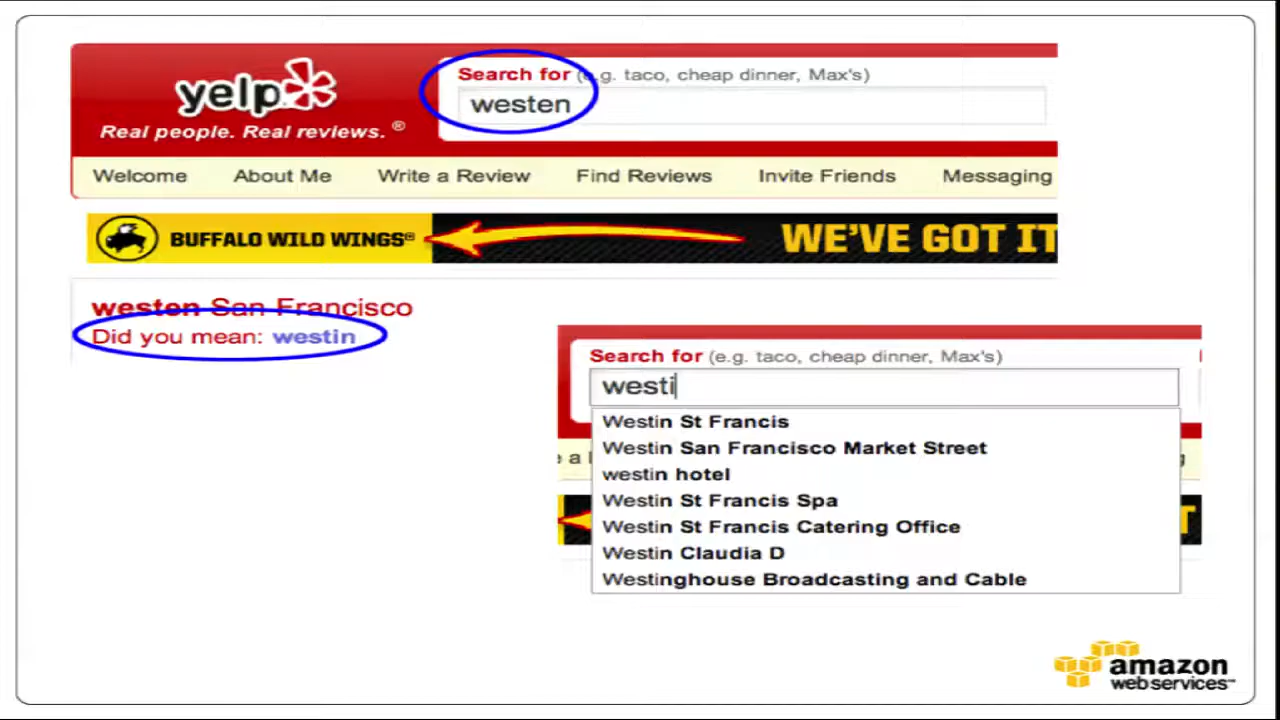 yelp
Real people. Real reviews. ®
Search for (e.g. taco, cheap dinner, Max's)
westen
Welcome About Me Write a Review Find Reviews Invite Friends Messaging
BUFFALO WILD WINGS® WE'VE GOT IT
westen San Francisco
Did you mean: westin
Search for (e.g. taco, cheap dinner, Max's)
westi
Westin St Francis
Westin San Francisco Market Street
westin hotel
Westin St Francis Spa
Westin St Francis Catering Office
Westin Claudia D
Westinghouse Broadcasting and Cable
amazon
webservices™